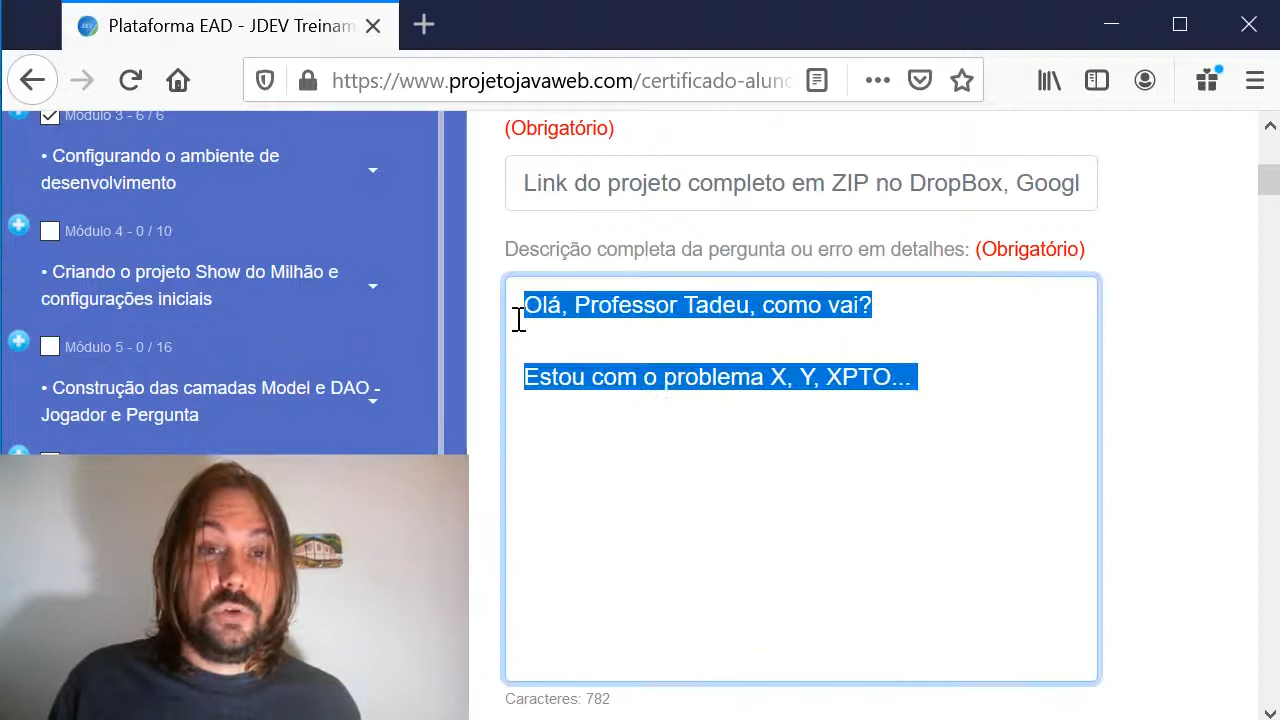 Plataforma EAD - JDEV Treinam
https://www.projetojavaweb.com/certificado-aluno
Módulo 3 - 6 / 6
• Configurando o ambiente de
desenvolvimento
Módulo 4 - 0 / 10
• Criando o projeto Show do Milhão e
configurações iniciais
Módulo 5 - 0 / 16
• Construção das camadas Model e DAO -
Jogador e Pergunta
(Obrigatório)
Link do projeto completo em ZIP no DropBox, Googl
Descrição completa da pergunta ou erro em detalhes: (Obrigatório)
Olá, Professor Tadeu, como vai?
Estou com o problema X, Y, XPTO...
Caracteres: 782